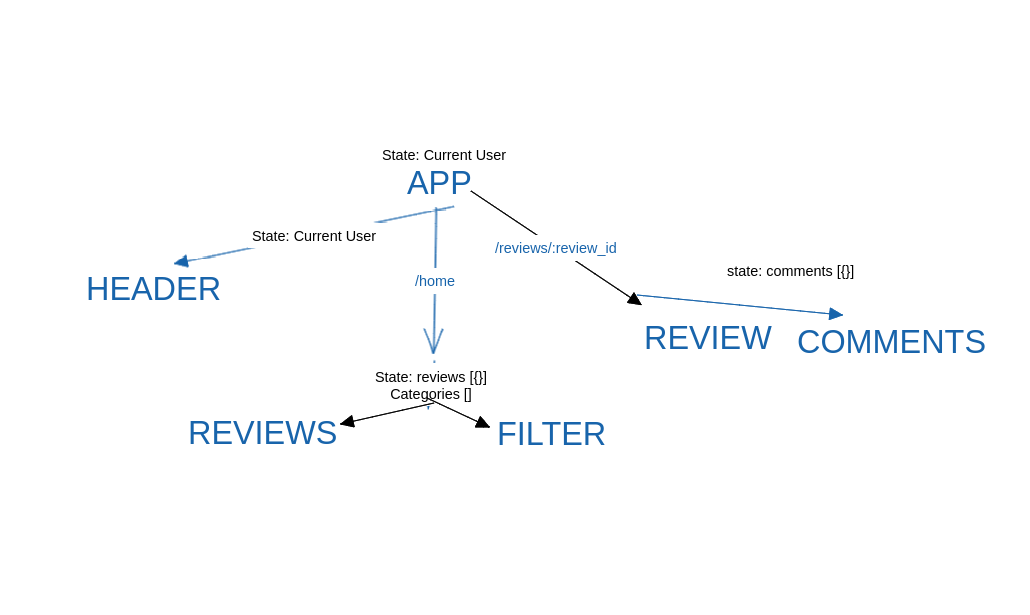 State: Current User
APP
State: Current User
/reviews/:review_id
state: comments [{}]
HEADER
/home
REVIEW
COMMENTS
State: reviews [{}]
Categories []
REVIEWS
FILTER